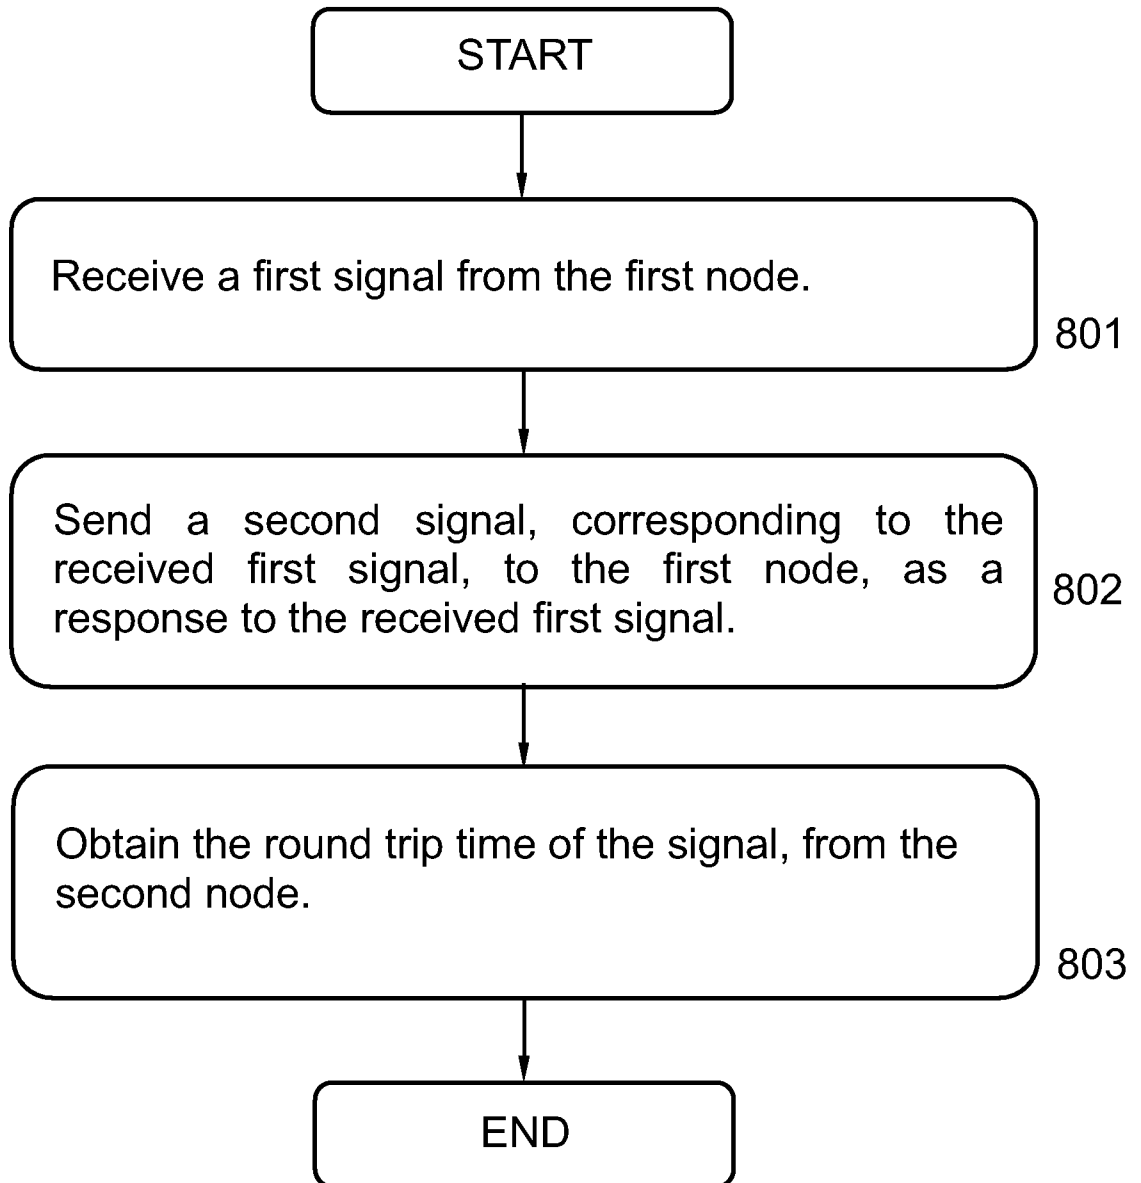 START
Receive a first signal from the first node.
801
Send a second signal, corresponding to the
received first signal, to the first node, as a
response to the received first signal.
802
Obtain the round trip time of the signal, from the
second node.
803
END